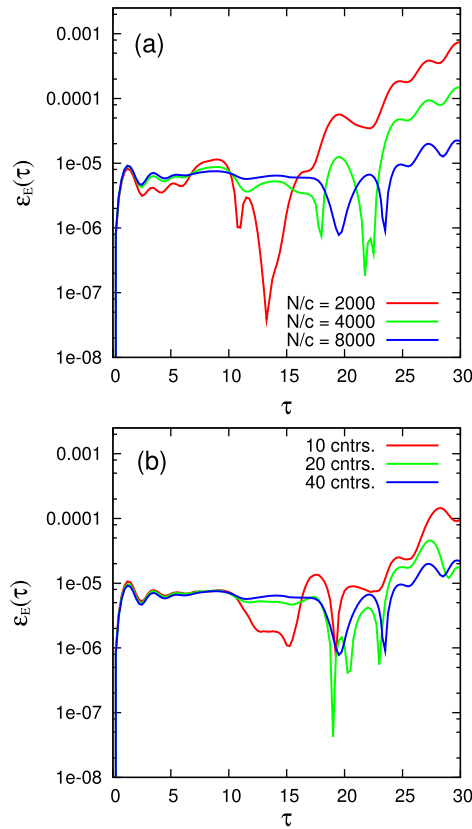 (a)
0.001
0.0001
1e-05
1e-06
1e-07
1e-08
εE(τ)
N/c = 2000
N/c = 4000
N/c = 8000
0 5 10 15 20 25 30
τ
(b)
10 cntrs.
20 cntrs.
40 cntrs.
0.001
0.0001
1e-05
1e-06
1e-07
1e-08
εE(τ)
0 5 10 15 20 25 30
τ